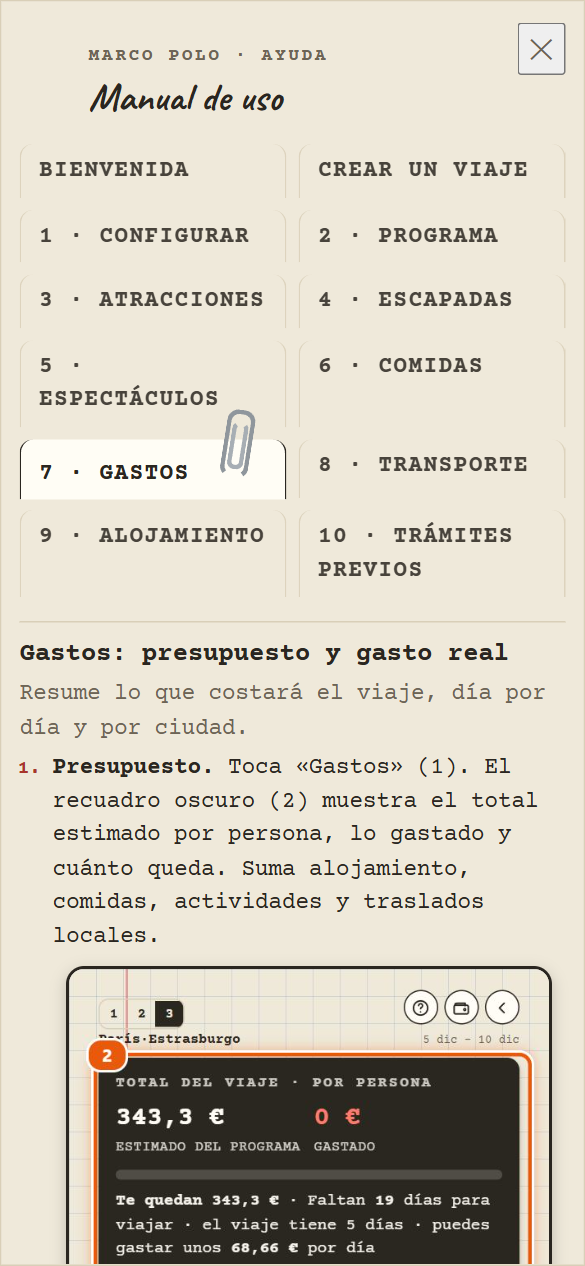 MARCO POLO · AYUDA
Manual de uso
BIENVENIDA
CREAR UN VIAJE
1 · CONFIGURAR
2 · PROGRAMA
3 · ATRACCIONES
4 · ESCAPADAS
5 ·
ESPECTÁCULOS
6 · COMIDAS
7 · GASTOS
8 · TRANSPORTE
9 · ALOJAMIENTO
10 · TRÁMITES
PREVIOS
Gastos: presupuesto y gasto real
Resume lo que costará el viaje, día por
día y por ciudad.
1. Presupuesto. Toca «Gastos» (1). El
recuadro oscuro (2) muestra el total
estimado por persona, lo gastado y
cuánto queda. Suma alojamiento,
comidas, actividades y traslados
locales.
1 2 3
París·Estrasburgo
5 dic – 10 dic
2
TOTAL DEL VIAJE · POR PERSONA
343,3 € 0 €
ESTIMADO DEL PROGRAMA GASTADO
Te quedan 343,3 € · Faltan 19 días para
viajar · el viaje tiene 5 días · puedes
gastar unos 68,66 € por día